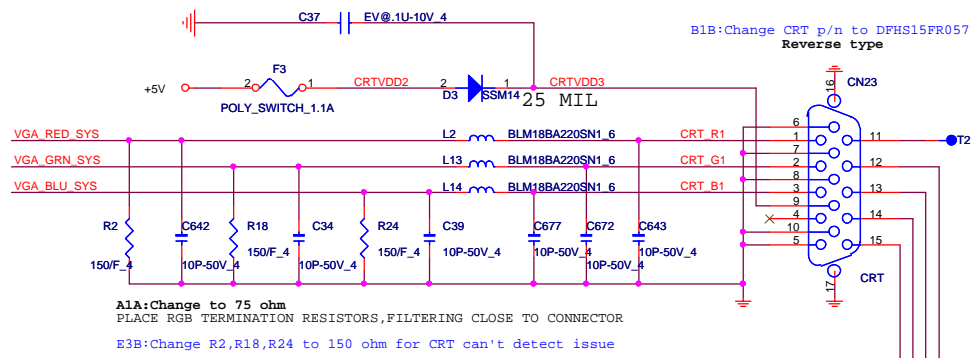 C37
EV@.1U-10V_4
B1B:Change CRT p/n to DFHS15FR057
Reverse type
CN23
16
+5V
2
F3
1
POLY_SWITCH_1.1A
CRTVDD2
2
D3
1
SSM14
CRTVDD3
25 MIL
VGA_RED_SYS
L2
BLM18BA220SN1_6
CRT_R1
VGA_GRN_SYS
L13
BLM18BA220SN1_6
CRT_G1
VGA_BLU_SYS
L14
BLM18BA220SN1_6
CRT_B1
6
1
7
2
8
3
9
4
10
5
11
T2
12
13
14
15
17
CRT
R2
150/F_4
C642
10P-50V_4
R18
150/F_4
C34
10P-50V_4
R24
150/F_4
C39
10P-50V_4
C677
10P-50V_4
C672
10P-50V_4
C643
10P-50V_4
A1A:Change to 75 ohm
PLACE RGB TERMINATION RESISTORS,FILTERING CLOSE TO CONNECTOR
E3B:Change R2,R18,R24 to 150 ohm for CRT can't detect issue